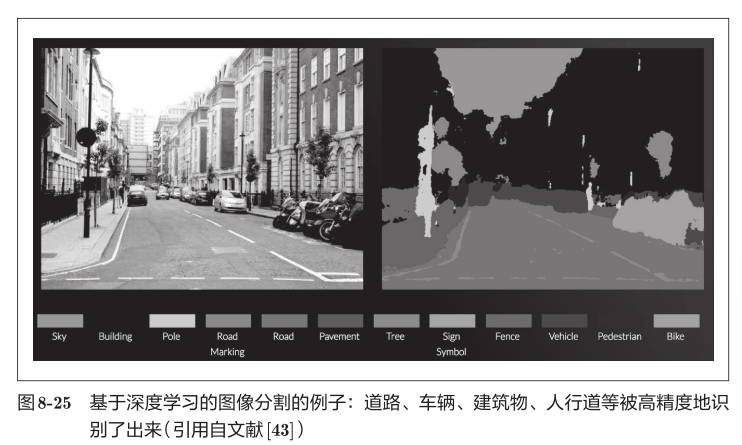 Sky Building Pole Road Road Pavement Tree Sign Fence Vehicle Pedestrian Bike
Marking Symbol
图8-25 基于深度学习的图像分割的例子：道路、车辆、建筑物、人行道等被高精度地识
别了出来（引用自文献[43]）